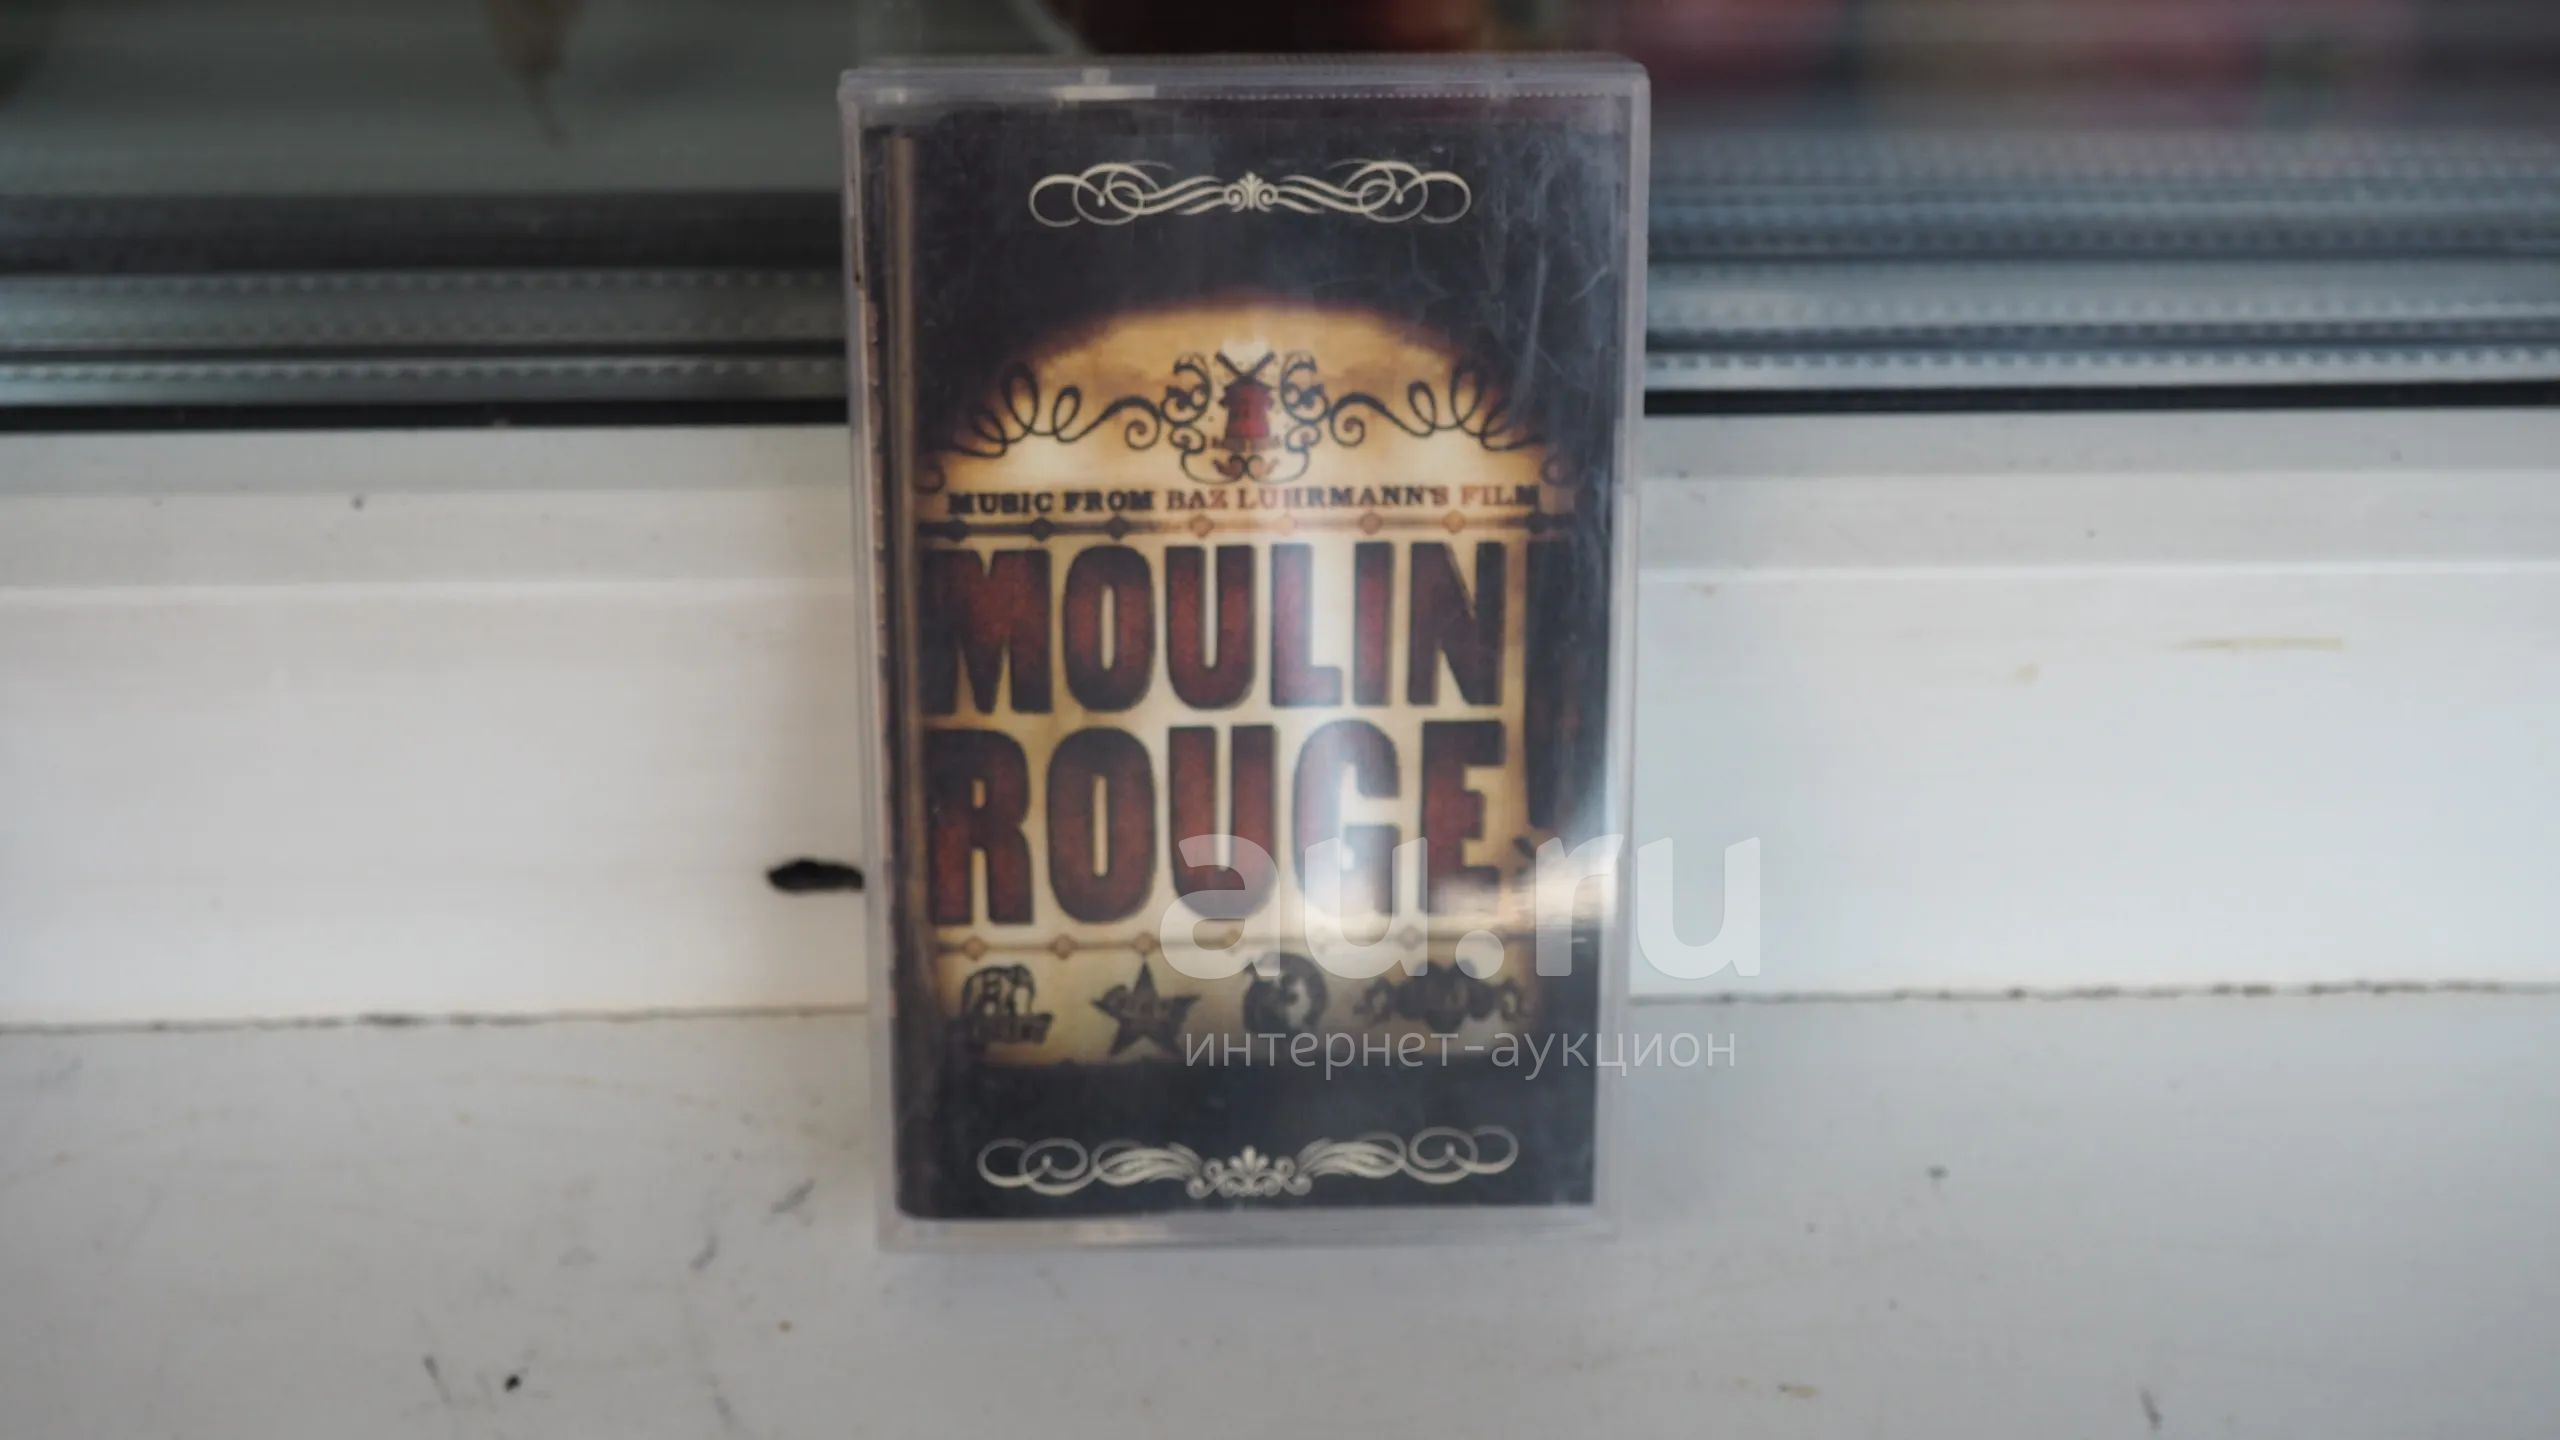 MUSIC FROM BAZ LUHRMANN'S FILM
MOULIN
ROUGE!
au.ru
интернет-аукцион